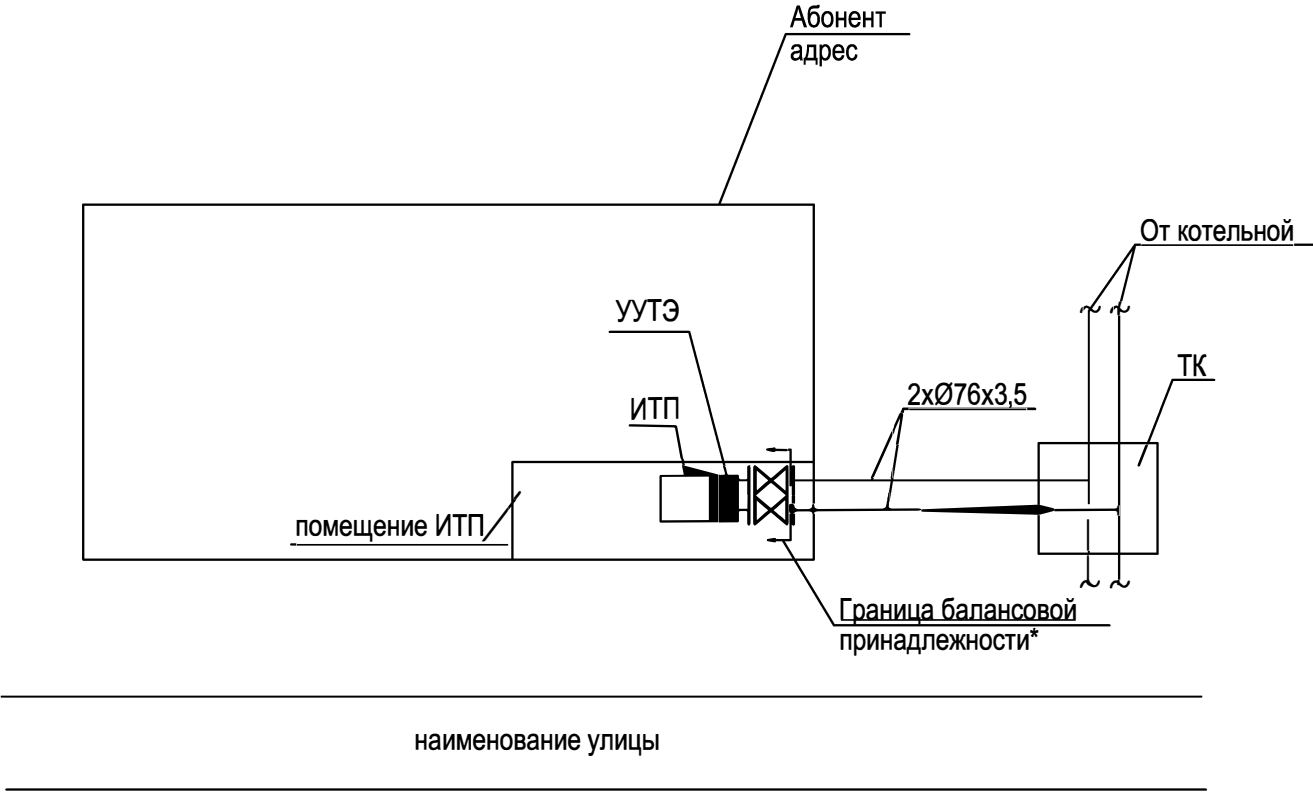 Абонент
адрес
От котельной
УУТЭ
ТК
2хØ76х3,5
ИТП
помещение ИТП
Граница балансовой
принадлежности*
наименование улицы